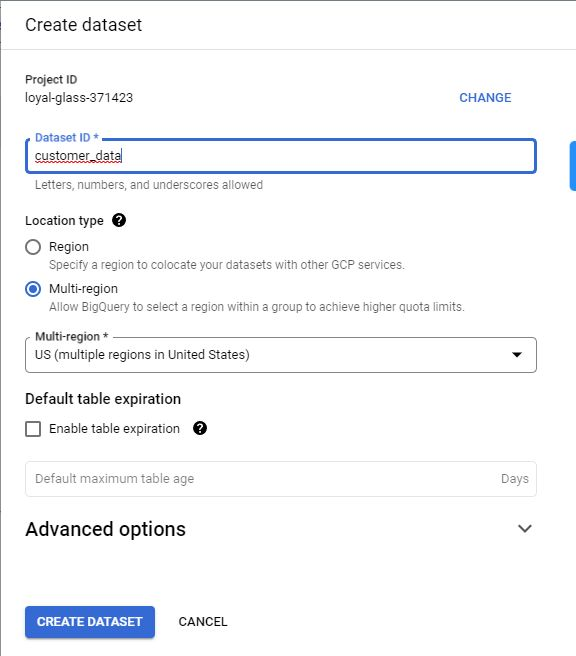 Create dataset
Project ID
loyal-glass-371423
CHANGE
Dataset ID *
customer_data
Letters, numbers, and underscores allowed
Location type ?
Region
Specify a region to colocate your datasets with other GCP services.
Multi-region
Allow BigQuery to select a region within a group to achieve higher quota limits.
Multi-region *
US (multiple regions in United States)
Default table expiration
Enable table expiration ?
Default maximum table age Days
Advanced options
CREATE DATASET CANCEL